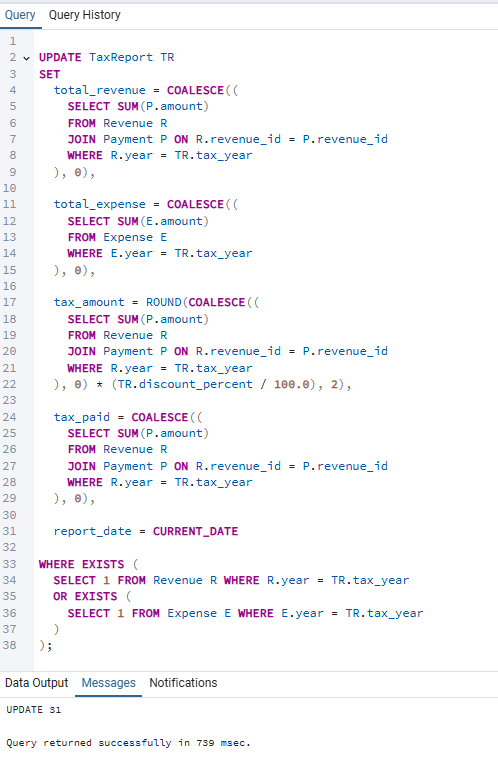 Query Query History
1
2 UPDATE TaxReport TR
3 SET
4 total_revenue = COALESCE((
5 SELECT SUM(P.amount)
6 FROM Revenue R
7 JOIN Payment P ON R.revenue_id = P.revenue_id
8 WHERE R.year = TR.tax_year
9 ), 0),
10
11 total_expense = COALESCE((
12 SELECT SUM(E.amount)
13 FROM Expense E
14 WHERE E.year = TR.tax_year
15 ), 0),
16
17 tax_amount = ROUND(COALESCE((
18 SELECT SUM(P.amount)
19 FROM Revenue R
20 JOIN Payment P ON R.revenue_id = P.revenue_id
21 WHERE R.year = TR.tax_year
22 ), 0) * (TR.discount_percent / 100.0), 2),
23
24 tax_paid = COALESCE((
25 SELECT SUM(P.amount)
26 FROM Revenue R
27 JOIN Payment P ON R.revenue_id = P.revenue_id
28 WHERE R.year = TR.tax_year
29 ), 0),
30
31 report_date = CURRENT_DATE
32
33 WHERE EXISTS (
34 SELECT 1 FROM Revenue R WHERE R.year = TR.tax_year
35 OR EXISTS (
36 SELECT 1 FROM Expense E WHERE E.year = TR.tax_year
37 )
38 );
Data Output Messages Notifications
UPDATE 31
Query returned successfully in 739 msec.